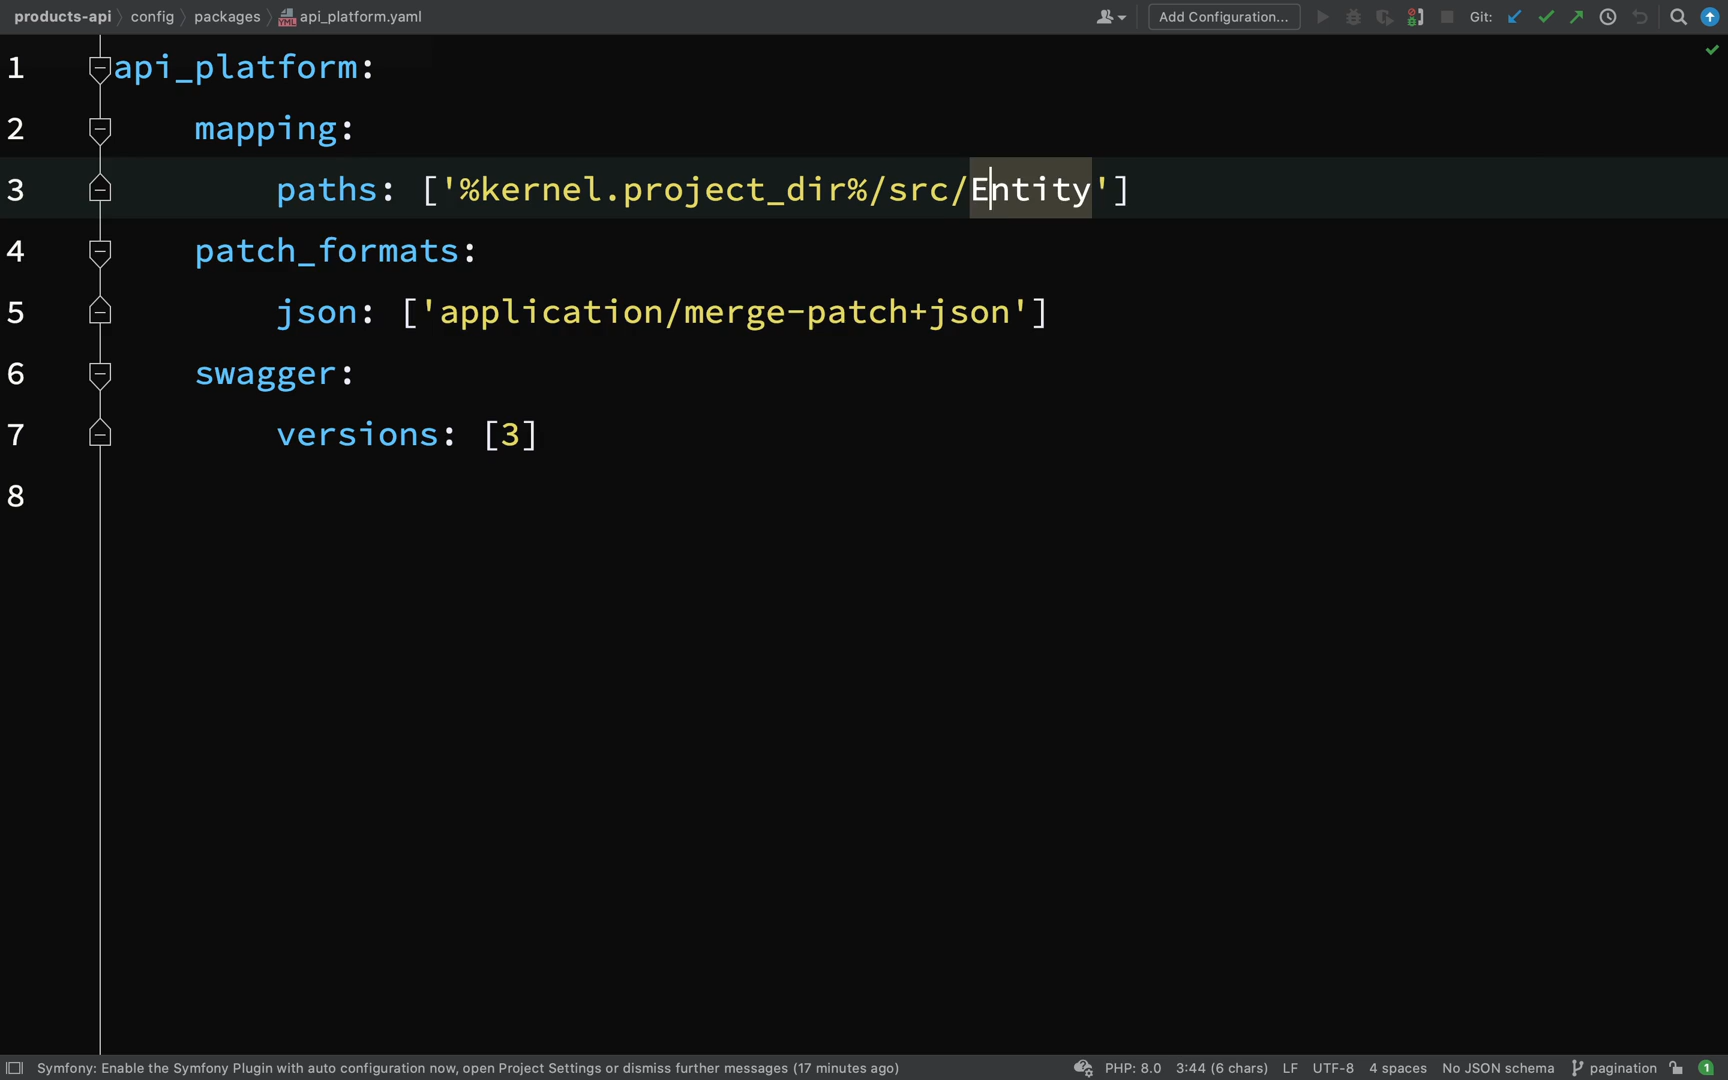 products-api config packages api_platform.yaml Add Configuration... Git:
1 api_platform:
2     mapping:
3         paths: ['%kernel.project_dir%/src/Entity']
4     patch_formats:
5         json: ['application/merge-patch+json']
6     swagger:
7         versions: [3]
8
Symfony: Enable the Symfony Plugin with auto configuration now, open Project Settings or dismiss further messages (17 minutes ago) PHP: 8.0 3:44 (6 chars) LF UTF-8 4 spaces No JSON schema pagination 1